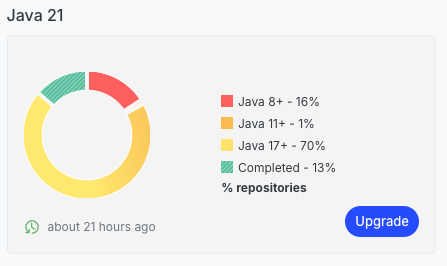 Java 21
Java 8+ - 16%
Java 11+ - 1%
Java 17+ - 70%
Completed - 13%
% repositories
about 21 hours ago
Upgrade